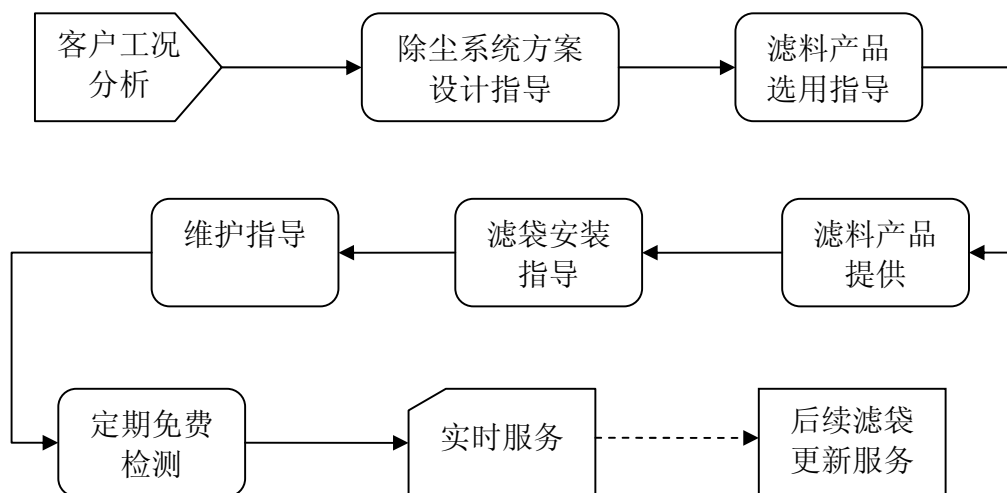 客户工况
分析
除尘系统方案
设计指导
滤料产品
选用指导
维护指导
滤袋安装
指导
滤料产品
提供
定期免费
检测
实时服务
后续滤袋
更新服务